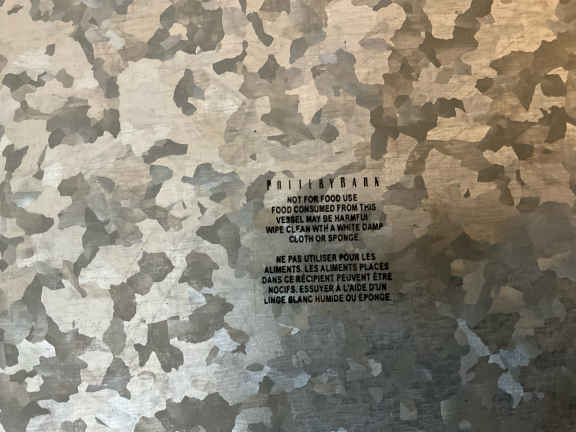 POTTERYBARN
NOT FOR FOOD USE
FOOD CONSUMED FROM THIS
VESSEL MAY BE HARMFUL
WIPE CLEAN WITH A WHITE DAMP
CLOTH OR SPONGE.
NE PAS UTILISER POUR LES
ALIMENTS. LES ALIMENTS PLACÉS
DANS CE RÉCIPIENT PEUVENT ÊTRE
NOCIFS. ESSUYER À L'AIDE D'UN
LINGE BLANC HUMIDE OU ÉPONGE.